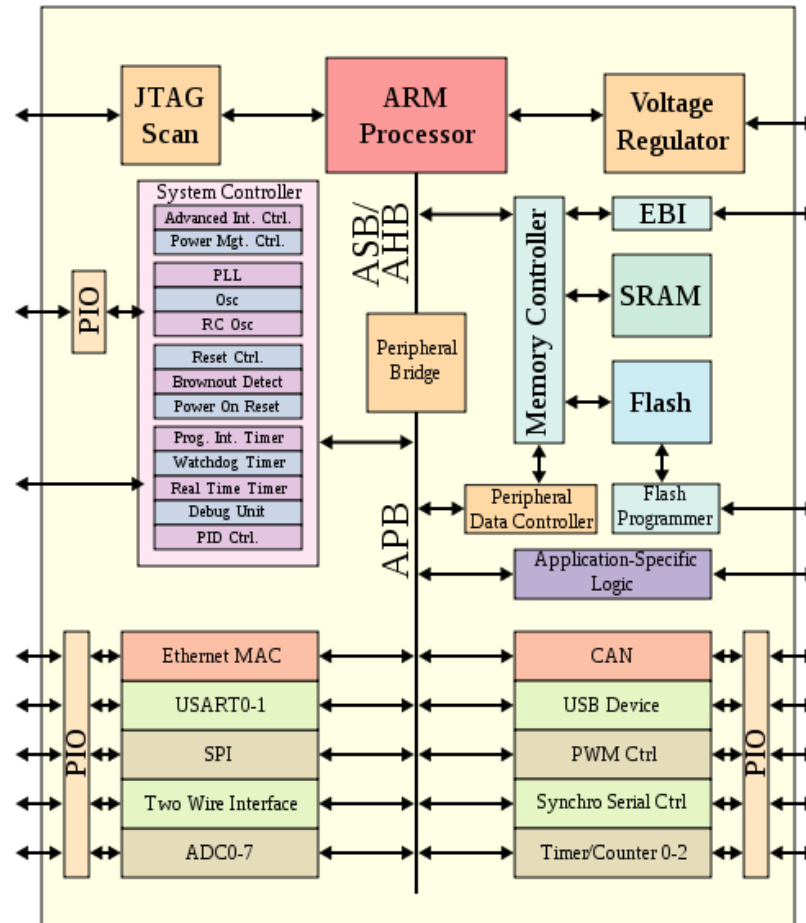 JTAG
Scan
ARM
Processor
Voltage
Regulator
System Controller
Advanced Int. Ctrl.
Power Mgt. Ctrl.
PLL
Osc
RC Osc
Reset Ctrl.
Brownout Detect
Power On Reset
Prog. Int. Timer
Watchdog Timer
Real Time Timer
Debug Unit
PID Ctrl.
PIO
ASB/
AHB
Peripheral
Bridge
APB
Memory Controller
EBI
SRAM
Flash
Flash
Programmer
Peripheral
Data Controller
Application-Specific
Logic
PIO
Ethernet MAC
USART0-1
SPI
Two Wire Interface
ADC0-7
CAN
USB Device
PWM Ctrl
Synchro Serial Ctrl
Timer/Counter 0-2
PIO